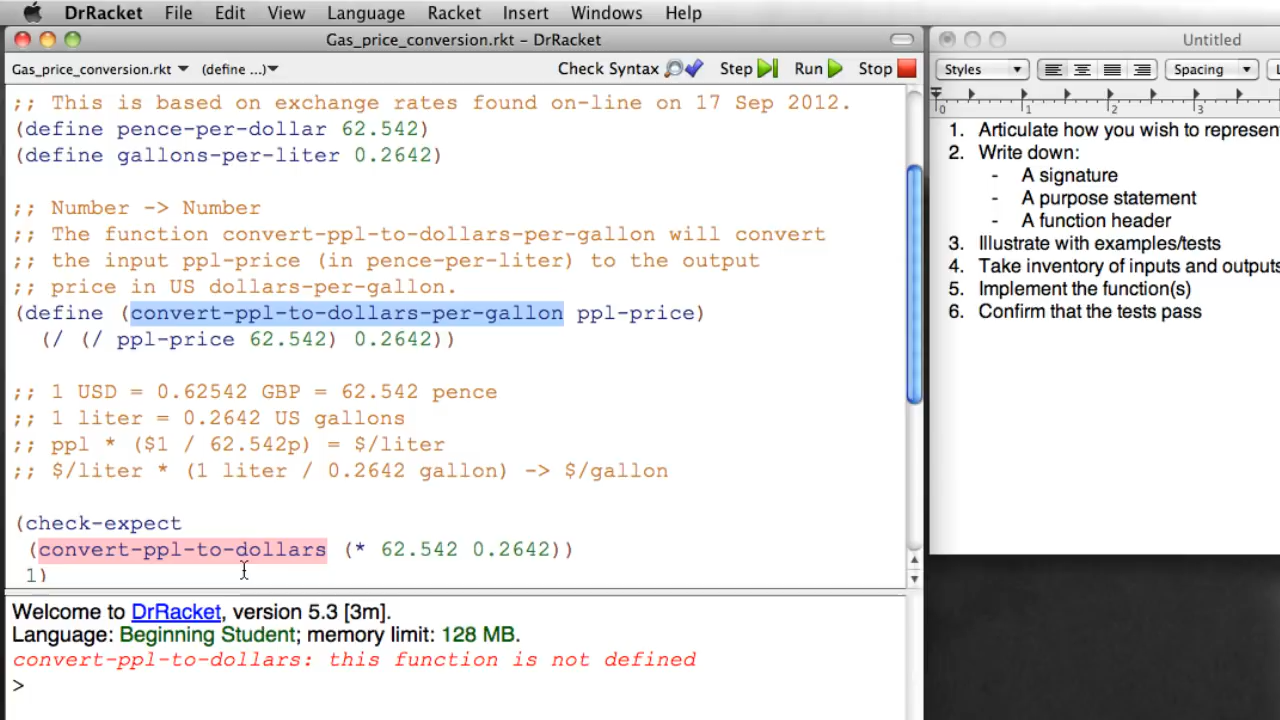 DrRacket File Edit View Language Racket Insert Windows Help
Gas_price_conversion.rkt - DrRacket
Untitled
Gas_price_conversion.rkt (define ...) Check Syntax Step Run Stop
Styles Spacing
0 1 2 3
;; This is based on exchange rates found on-line on 17 Sep 2012.
(define pence-per-dollar 62.542)
(define gallons-per-liter 0.2642)
;; Number -> Number
;; The function convert-ppl-to-dollars-per-gallon will convert
;; the input ppl-price (in pence-per-liter) to the output
;; price in US dollars-per-gallon.
(define (convert-ppl-to-dollars-per-gallon ppl-price)
(/ (/ ppl-price 62.542) 0.2642))
;; 1 USD = 0.62542 GBP = 62.542 pence
;; 1 liter = 0.2642 US gallons
;; ppl * ($1 / 62.542p) = $/liter
;; $/liter * (1 liter / 0.2642 gallon) -> $/gallon
(check-expect
(convert-ppl-to-dollars (* 62.542 0.2642))
1)
Welcome to DrRacket, version 5.3 [3m].
Language: Beginning Student; memory limit: 128 MB.
convert-ppl-to-dollars: this function is not defined
>
1. Articulate how you wish to represent
2. Write down:
- A signature
- A purpose statement
- A function header
3. Illustrate with examples/tests
4. Take inventory of inputs and outputs
5. Implement the function(s)
6. Confirm that the tests pass